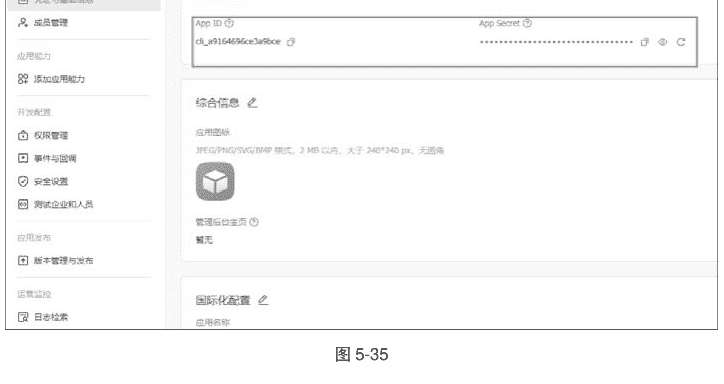 凭证与基础信息
成员管理
应用能力
添加应用能力
开发配置
权限管理
事件与回调
安全设置
测试企业和人员
应用发布
版本管理与发布
运营监控
日志检索
App ID
App Secret
cli_a9164696ce3a9bce
••••••••••••••••••••••••••••••••
综合信息
应用图标
JPEG/PNG/SVG/BMP 格式，2 MB 以内，大于 240*240 px，无圆角
管理后台主页
暂无
国际化配置
应用名称
图 5-35